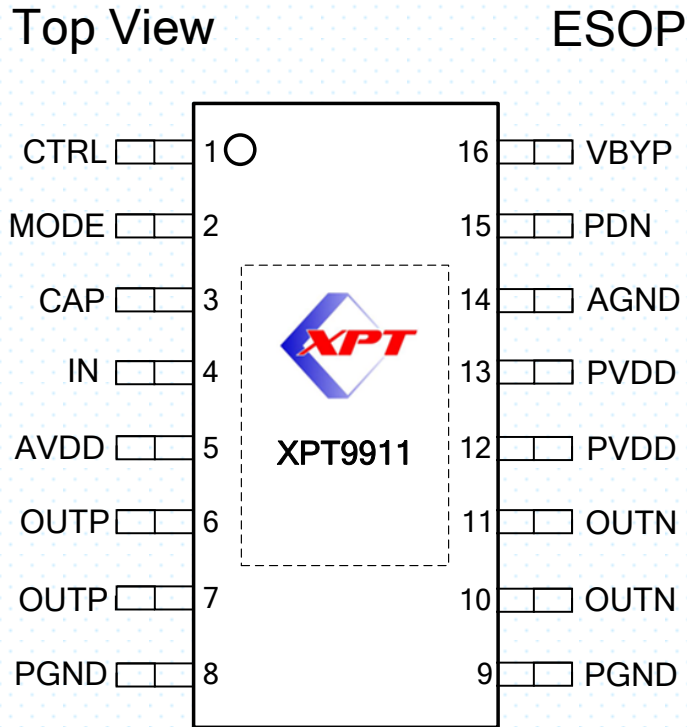 Top View ESOP
CTRL 1 16 VBYP
MODE 2 15 PDN
CAP 3 14 AGND
XPT
IN 4 13 PVDD
AVDD 5 XPT9911 12 PVDD
OUTP 6 11 OUTN
OUTP 7 10 OUTN
PGND 8 9 PGND